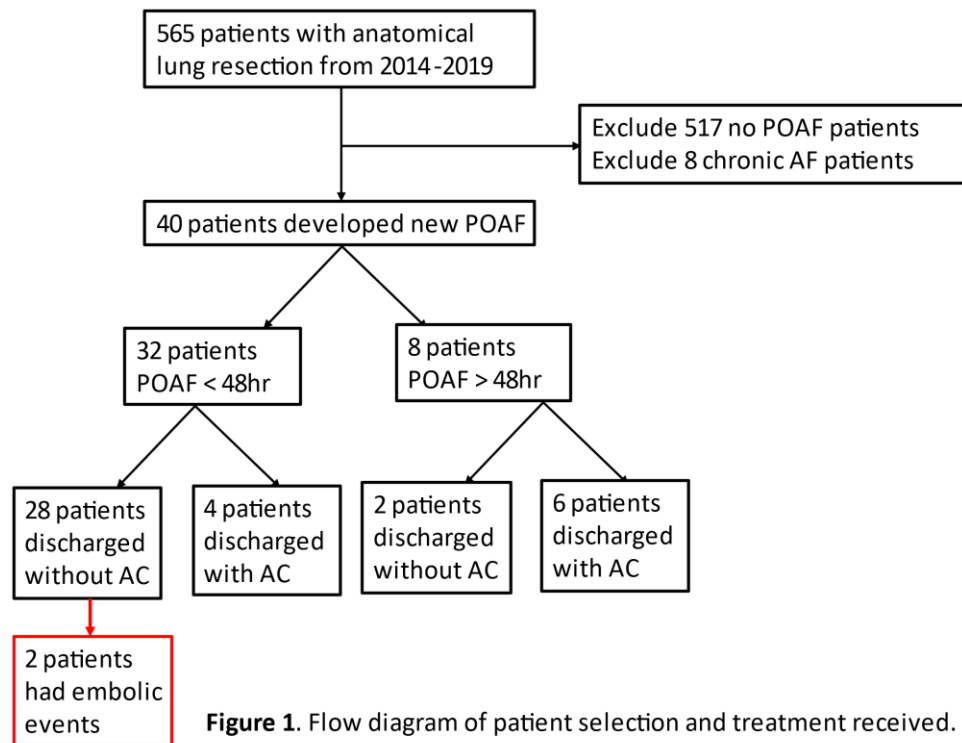 565 patients with anatomical
lung resection from 2014-2019
Exclude 517 no POAF patients
Exclude 8 chronic AF patients
40 patients developed new POAF
32 patients
POAF < 48hr
8 patients
POAF > 48hr
28 patients
discharged
without AC
4 patients
discharged
with AC
2 patients
discharged
without AC
6 patients
discharged
with AC
2 patients
had embolic
events
Figure 1. Flow diagram of patient selection and treatment received.